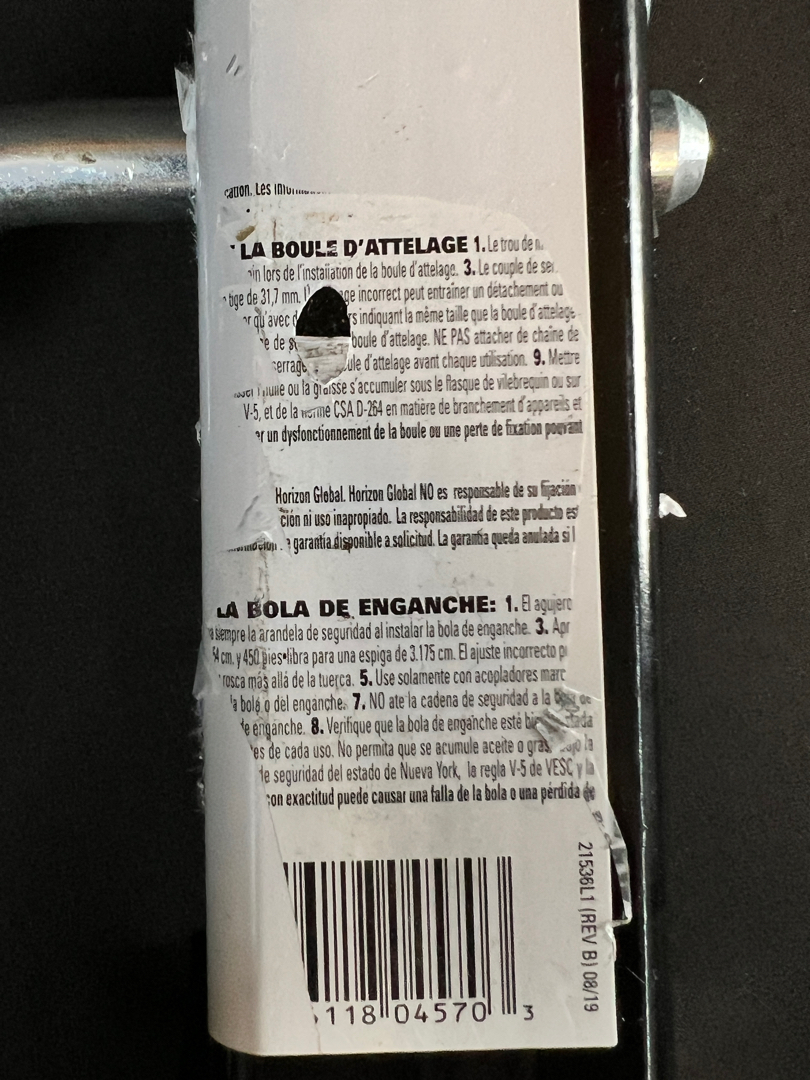 cation. Les
LA BOULE D'ATTELAGE 1. Le trou de
lors de l'installation de la boule d'attelage. 3. Le couple de
tige de 31,7 mm. incorrect peut entraîner un détachement ou
qu'avec indiquant la même taille que la boule d'attelage
de boule d'attelage. NE PAS attacher de chaîne de
serrage d'attelage avant chaque utilisation. 9. Mettre
l'huile ou la graisse s'accumuler sous le flasque de vilebrequin ou sur
V-5, et de la norme CSA D-264 en matière de branchement d'appareils et
un dysfonctionnement de la boule ou une perte de fixation pouvant
Horizon Global. Horizon Global NO es responsable de su fijación
ción ni uso inapropiado. La responsabilidad de este producto es
garantía disponible a solicitud. La garantía queda anulada si
LA BOLA DE ENGANCHE: 1. El agujero
siempre la arandela de seguridad al instalar la bola de enganche. 3. Apr
54 cm. y 450 pies•libra para una espiga de 3.175 cm. El ajuste incorrecto
rosca más allá de la tuerca. 5. Use solamente con acopladores marc
la bola o del enganche. 7. NO ate la cadena de seguridad a la bola de
de enganche. 8. Verifique que la bola de enganche esté
es de cada uso. No permita que se acumule aceite o la
de seguridad del estado de Nueva York, la regla V-5 de VESC y la
con exactitud puede causar una falla de la bola o una pérdida de
118 04570 3
21536L1 (REV B) 08/19